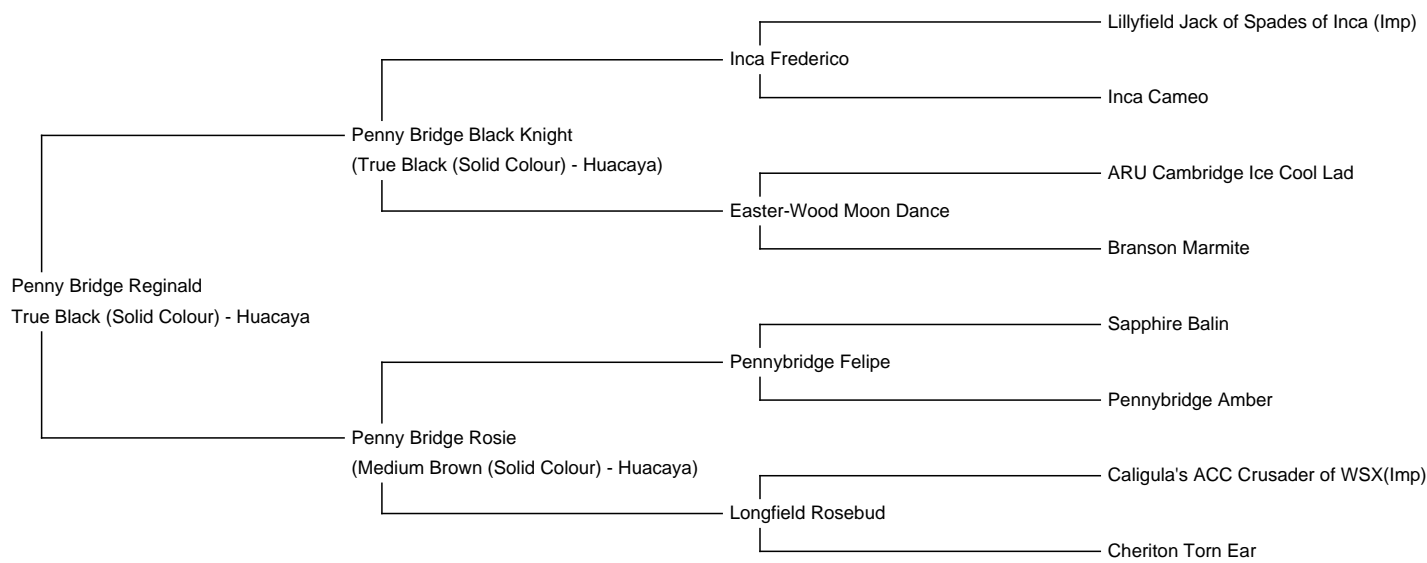 Lillyfield Jack of Spades of Inca (Imp)
Inca Frederico
Inca Cameo
Penny Bridge Black Knight
(True Black (Solid Colour) - Huacaya)
ARU Cambridge Ice Cool Lad
Easter-Wood Moon Dance
Branson Marmite
Penny Bridge Reginald
True Black (Solid Colour) - Huacaya
Sapphire Balin
Pennybridge Felipe
Pennybridge Amber
Penny Bridge Rosie
(Medium Brown (Solid Colour) - Huacaya)
Caligula's ACC Crusader of WSX(Imp)
Longfield Rosebud
Cheriton Torn Ear